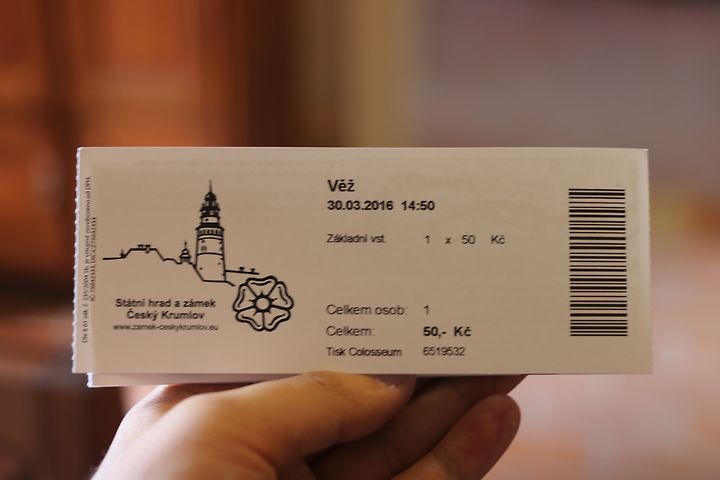 Státní hrad a zámek
Český Krumlov
www.zamek-ceskykrumlov.eu
Věž
30.03.2016 14:50
Základní vst. 1 x 50 Kč
Celkem osob: 1
Celkem: 50,- Kč
Tisk Colosseum 6519532